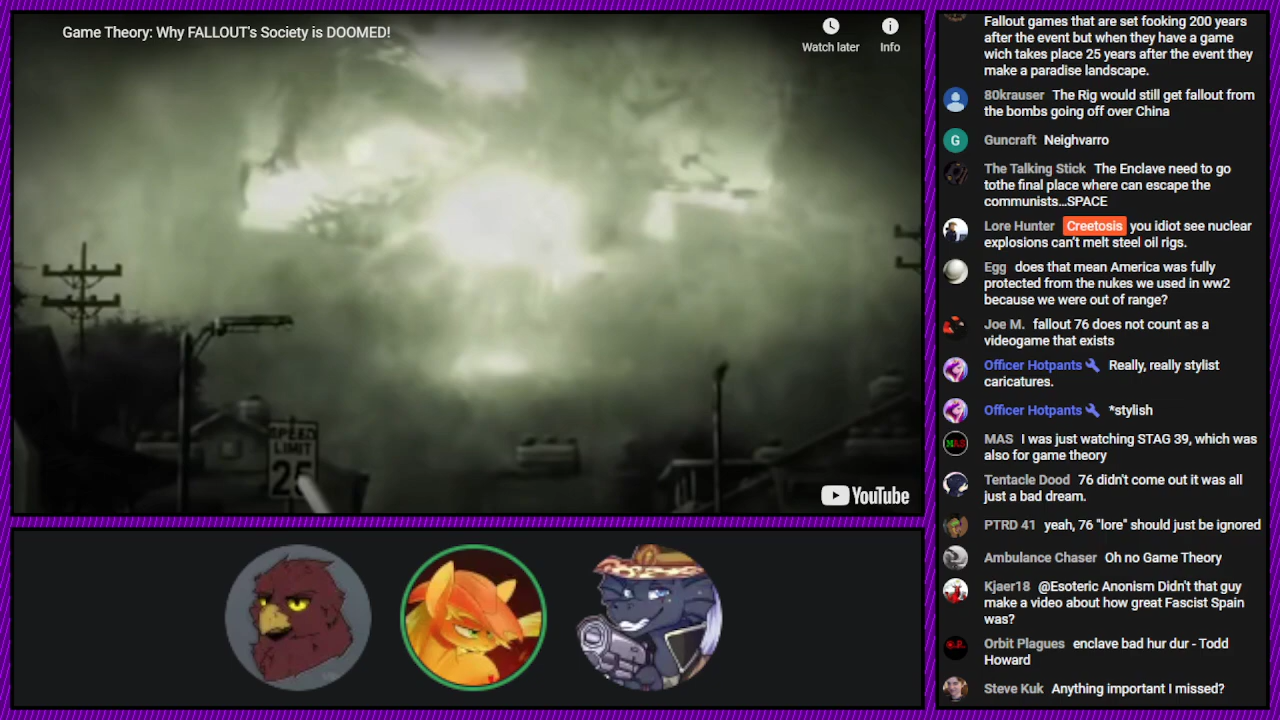 Game Theory: Why FALLOUT's Society is DOOMED!
Watch later
Info
SPEED
LIMIT
25
YouTube
Fallout games that are set fooking 200 years
after the event but when they have a game
wich takes place 25 years after the event they
make a paradise landscape.
80krauser The Rig would still get fallout from
the bombs going off over China
G
Guncraft Neighvarro
The Talking Stick The Enclave need to go
tothe final place where can escape the
communists...SPACE
Lore Hunter Creetosis you idiot see nuclear
explosions can't melt steel oil rigs.
Egg does that mean America was fully
protected from the nukes we used in ww2
because we were out of range?
Joe M. fallout 76 does not count as a
videogame that exists
Officer Hotpants Really, really stylist
caricatures.
Officer Hotpants *stylish
MAS
MAS I was just watching STAG 39, which was
also for game theory
Tentacle Dood 76 didn't come out it was all
just a bad dream.
PTRD 41 yeah, 76 "lore" should just be ignored
Ambulance Chaser Oh no Game Theory
Kjaer18 @Esoteric Anonism Didn't that guy
make a video about how great Fascist Spain
was?
O.R.
Orbit Plagues enclave bad hur dur - Todd
Howard
Steve Kuk Anything important I missed?